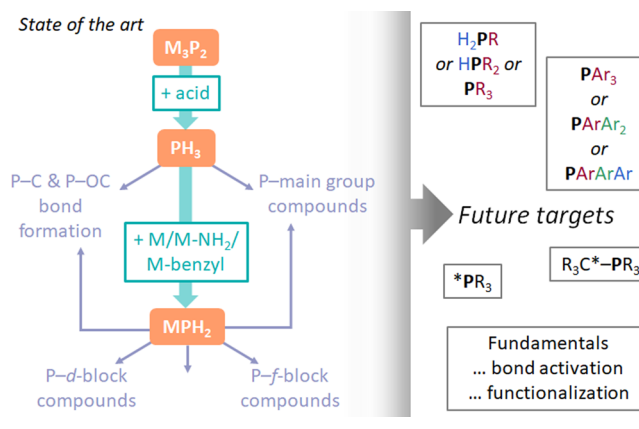 State of the art
M₃P₂
+ acid
PH₃
P–C & P–OC
bond
formation
P–main group
compounds
+ M/M-NH₂/
M-benzyl
MPH₂
P–d-block
compounds
P–f-block
compounds
H₂PR
or HPR₂ or
PR₃
PAr₃
or
PArAr₂
or
PArArAr
Future targets
*PR₃
R₃C*–PR₃
Fundamentals
... bond activation
... functionalization